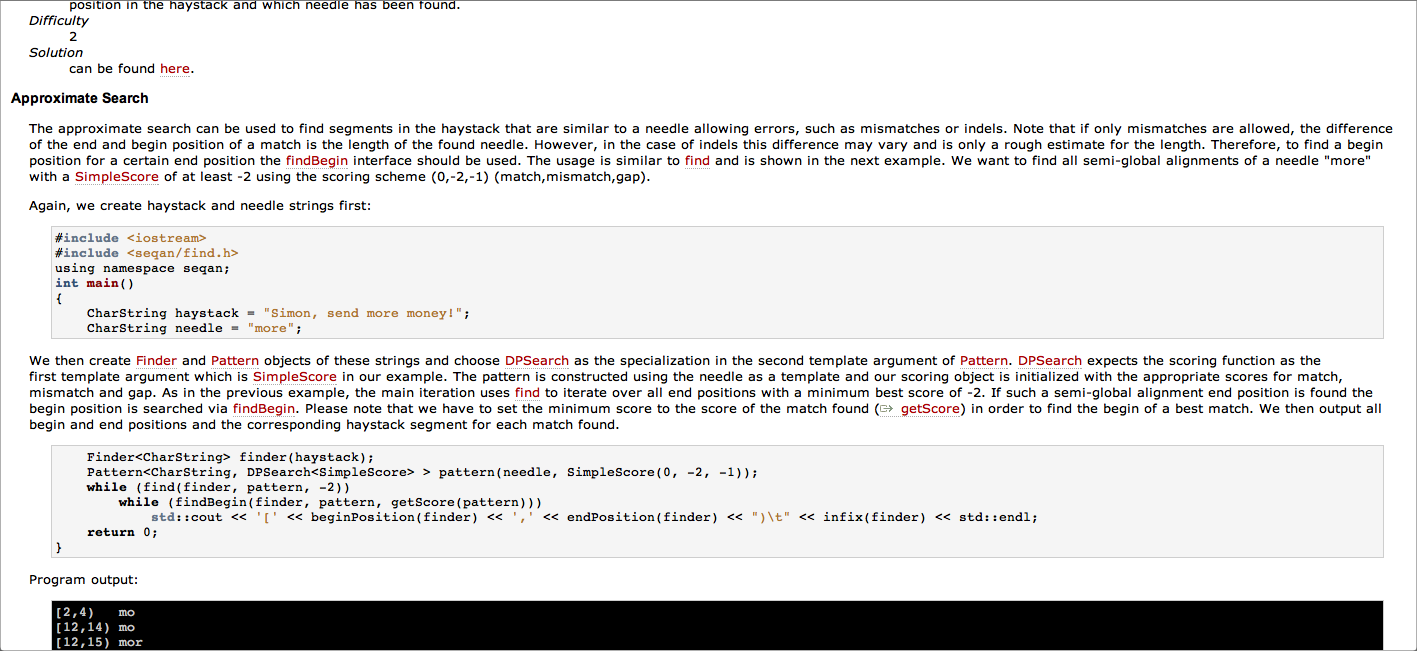 position in the haystack and which needle has been found.
Difficulty
2
Solution
can be found here.
Approximate Search
The approximate search can be used to find segments in the haystack that are similar to a needle allowing errors, such as mismatches or indels. Note that if only mismatches are allowed, the difference
of the end and begin position of a match is the length of the found needle. However, in the case of indels this difference may vary and is only a rough estimate for the length. Therefore, to find a begin
position for a certain end position the findBegin interface should be used. The usage is similar to find and is shown in the next example. We want to find all semi-global alignments of a needle "more"
with a SimpleScore of at least -2 using the scoring scheme (0,-2,-1) (match,mismatch,gap).
Again, we create haystack and needle strings first:
#include <iostream>
#include <seqan/find.h>
using namespace seqan;
int main()
{
    CharString haystack = "Simon, send more money!";
    CharString needle = "more";
We then create Finder and Pattern objects of these strings and choose DPSearch as the specialization in the second template argument of Pattern. DPSearch expects the scoring function as the
first template argument which is SimpleScore in our example. The pattern is constructed using the needle as a template and our scoring object is initialized with the appropriate scores for match,
mismatch and gap. As in the previous example, the main iteration uses find to iterate over all end positions with a minimum best score of -2. If such a semi-global alignment end position is found the
begin position is searched via findBegin. Please note that we have to set the minimum score to the score of the match found (⇨ getScore) in order to find the begin of a best match. We then output all
begin and end positions and the corresponding haystack segment for each match found.
    Finder<CharString> finder(haystack);
    Pattern<CharString, DPSearch<SimpleScore> > pattern(needle, SimpleScore(0, -2, -1));
    while (find(finder, pattern, -2))
        while (findBegin(finder, pattern, getScore(pattern)))
            std::cout << '[' << beginPosition(finder) << ',' << endPosition(finder) << ")\t" << infix(finder) << std::endl;
    return 0;
}
Program output:
[2,4)   mo
[12,14) mo
[12,15) mor